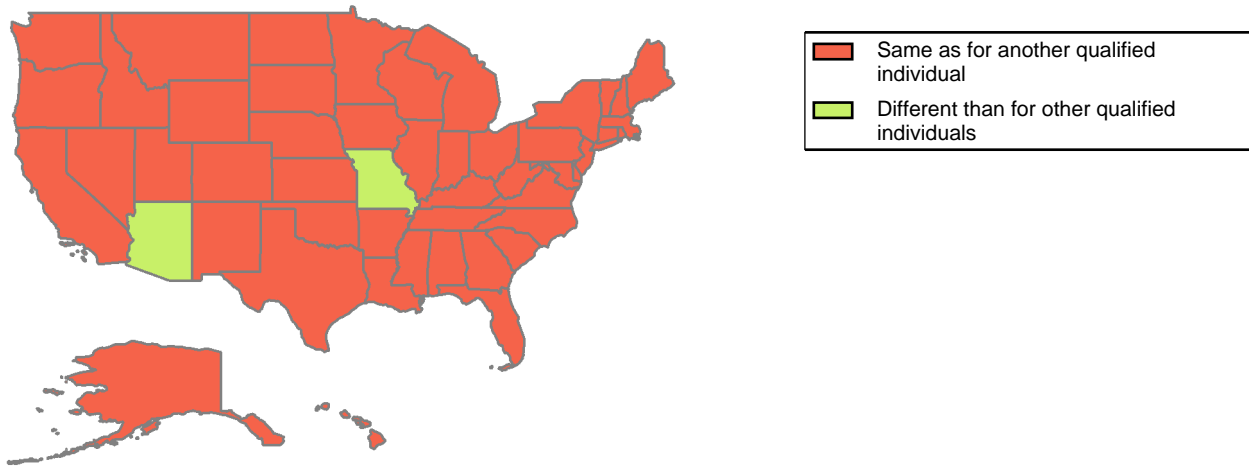 Same as for another qualified
individual
Different than for other qualified
individuals